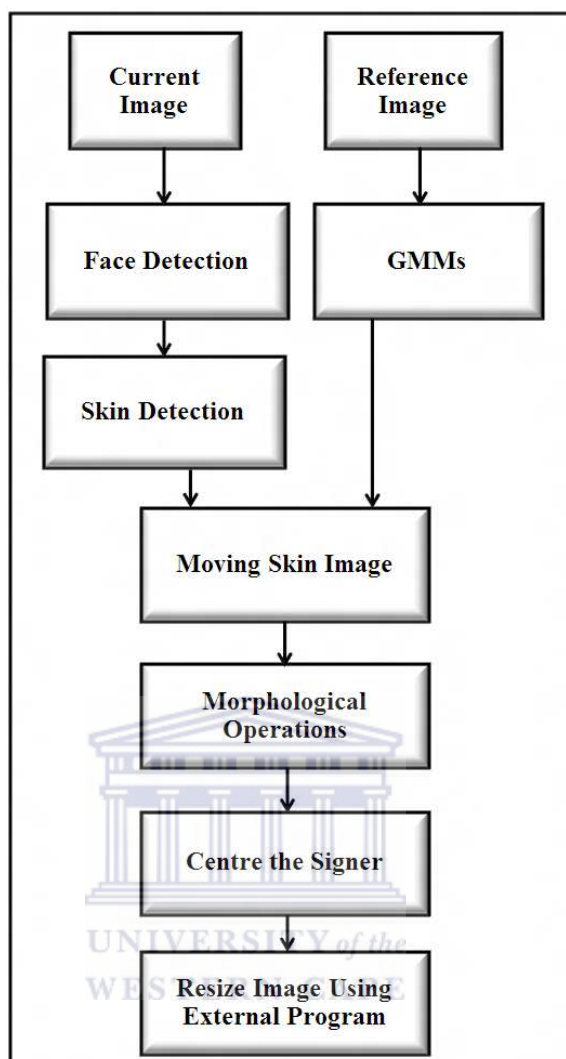 Current
Image
Reference
Image
Face Detection
GMMs
Skin Detection
Moving Skin Image
Morphological
Operations
Centre the Signer
UNIVERSITY of the
WESTERN CAPE
Resize Image Using
External Program